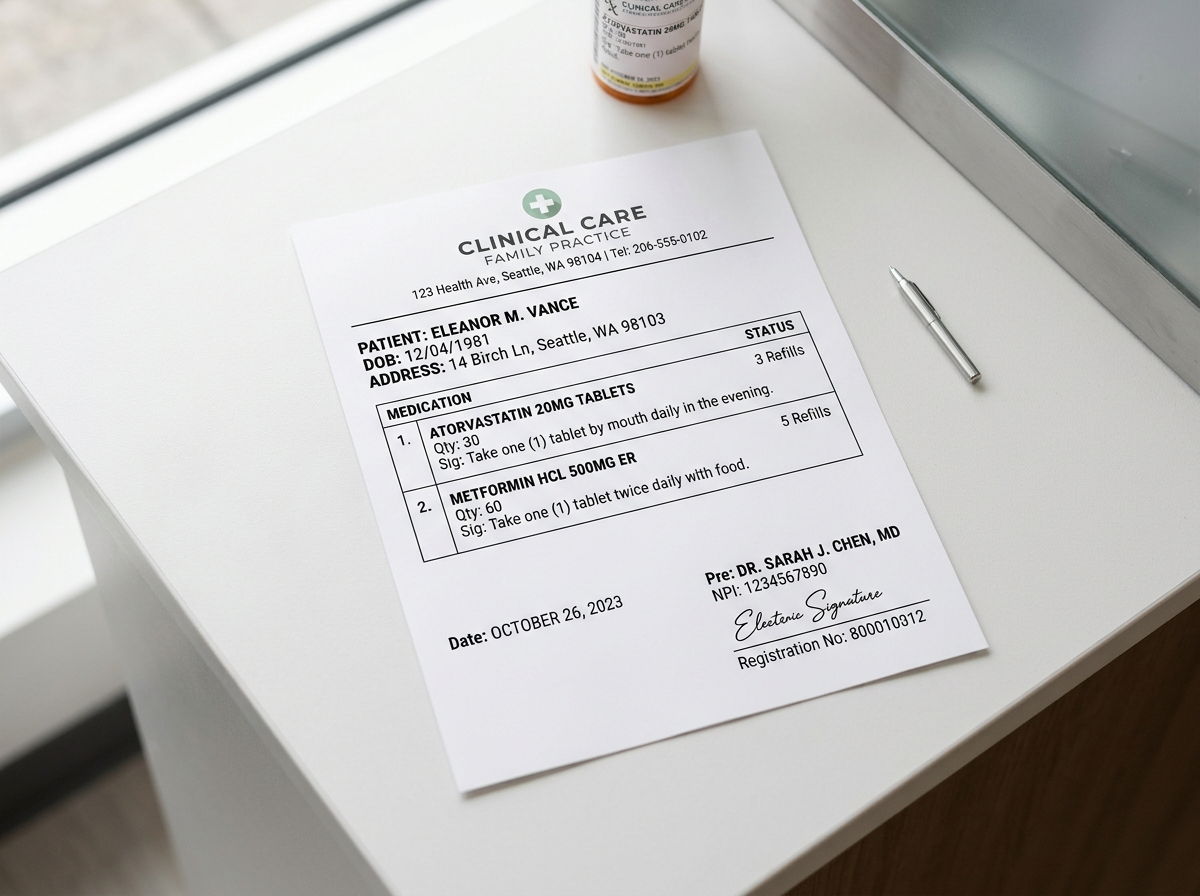 CLINICAL CARE
ATORVASTATIN 20MG
Take one (1) tablet
CLINICAL CARE
FAMILY PRACTICE
123 Health Ave, Seattle, WA 98104 | Tel: 206-555-0102
PATIENT: ELEANOR M. VANCE
DOB: 12/04/1981
ADDRESS: 14 Birch Ln, Seattle, WA 98103
MEDICATION STATUS
1. ATORVASTATIN 20MG TABLETS 3 Refills
Qty: 30
Sig: Take one (1) tablet by mouth daily in the evening.
2. METFORMIN HCL 500MG ER 5 Refills
Qty: 60
Sig: Take one (1) tablet twice daily with food.
Pre: DR. SARAH J. CHEN, MD
NPI: 1234567890
Date: OCTOBER 26, 2023
Electanic Signature
Registration No: 800010312